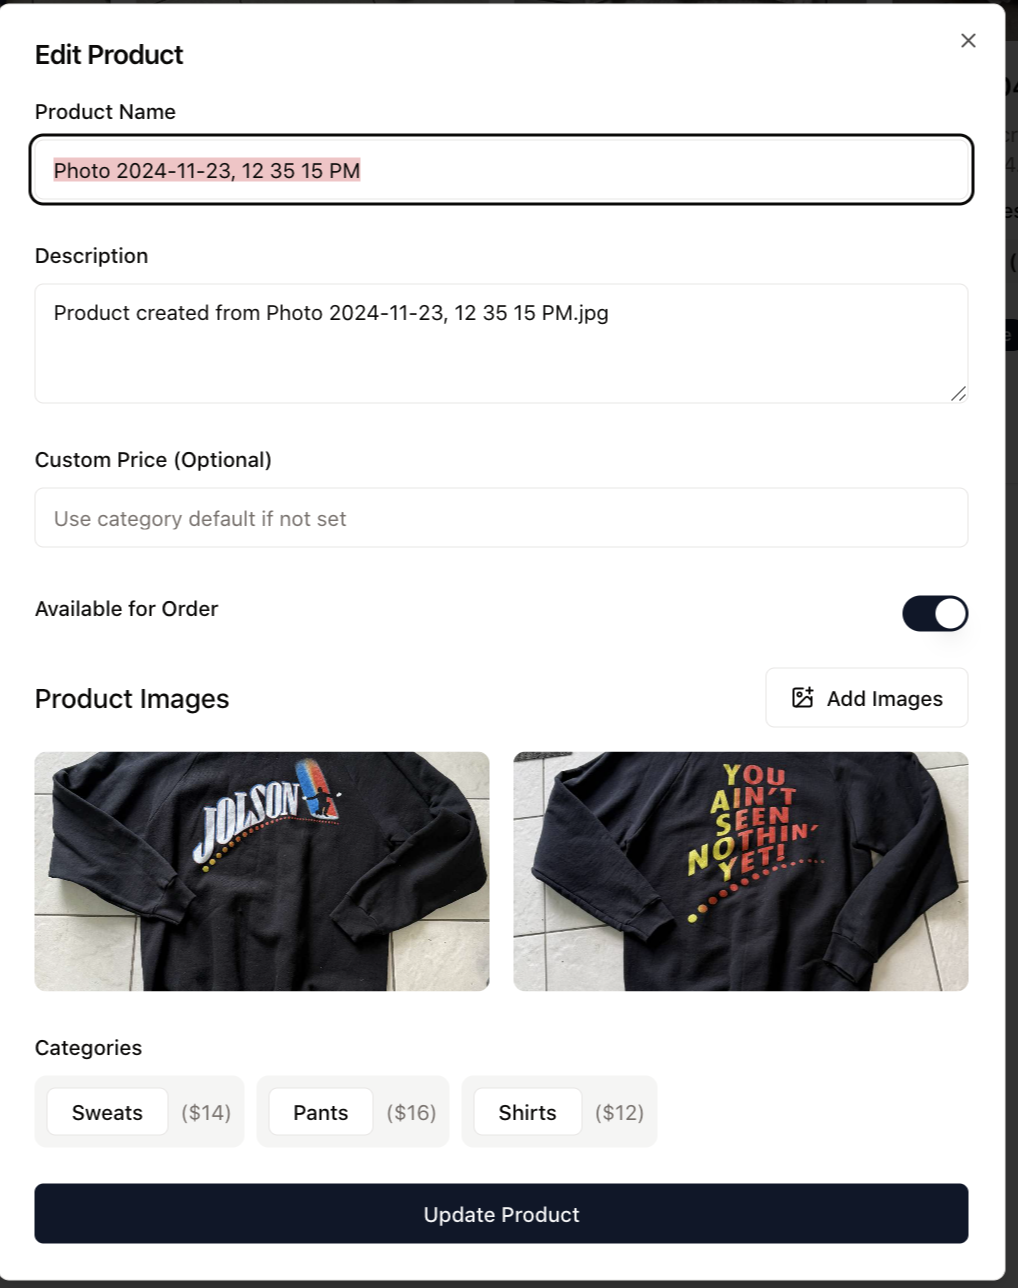 Edit Product
Product Name
Photo 2024-11-23, 12 35 15 PM
Description
Product created from Photo 2024-11-23, 12 35 15 PM.jpg
Custom Price (Optional)
Use category default if not set
Available for Order
Product Images
Add Images
JOLSON
YOU
AIN'T
SEEN
NOTHIN'
YET!
Categories
Sweats ($14) Pants ($16) Shirts ($12)
Update Product